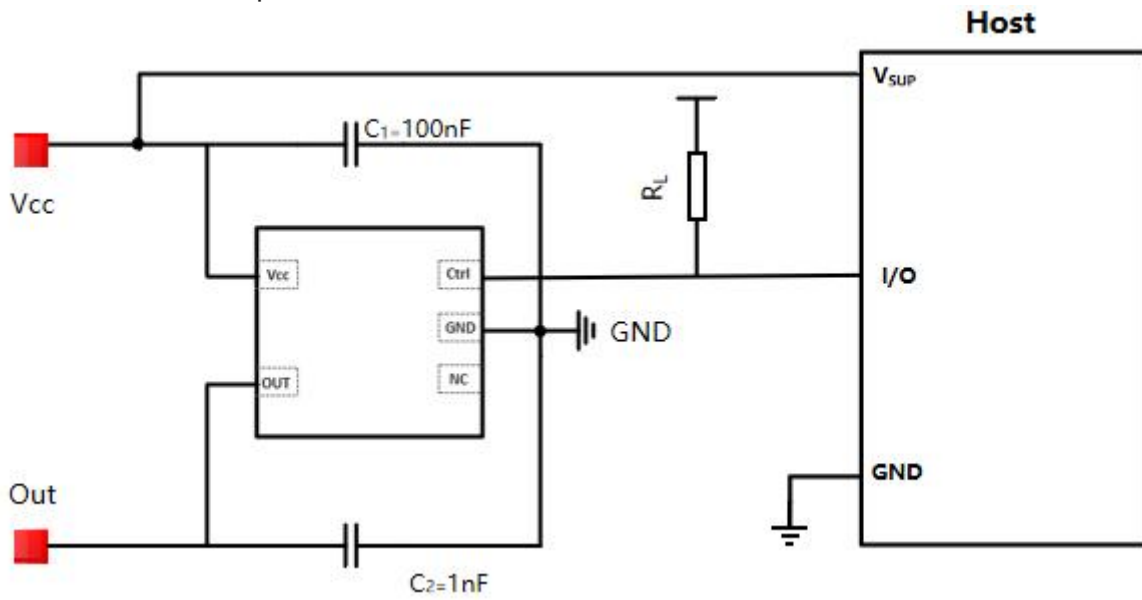 Host
V_SUP
C₁=100nF
Vcc
R_L
Vcc
Ctrl
I/O
GND
GND
OUT
NC
GND
Out
C₂=1nF